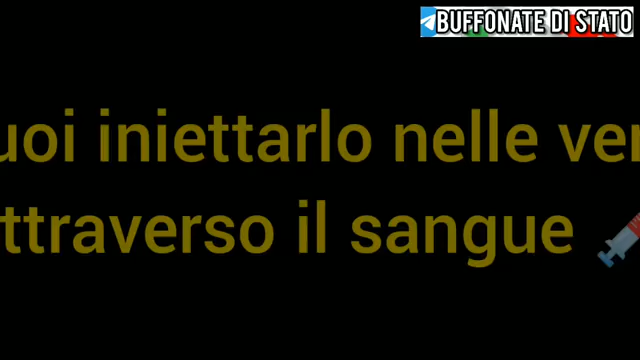 BUFFONATE DI STATO
uoi iniettarlo nelle ve
ttraverso il sangue